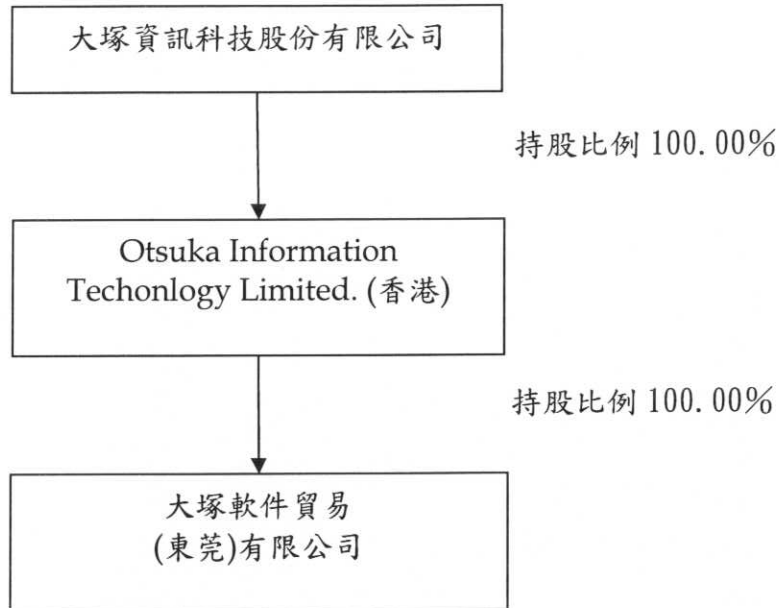 大塚資訊科技股份有限公司
持股比例 100.00%
Otsuka Information
Techonlogy Limited. (香港)
持股比例 100.00%
大塚軟件貿易
(東莞)有限公司